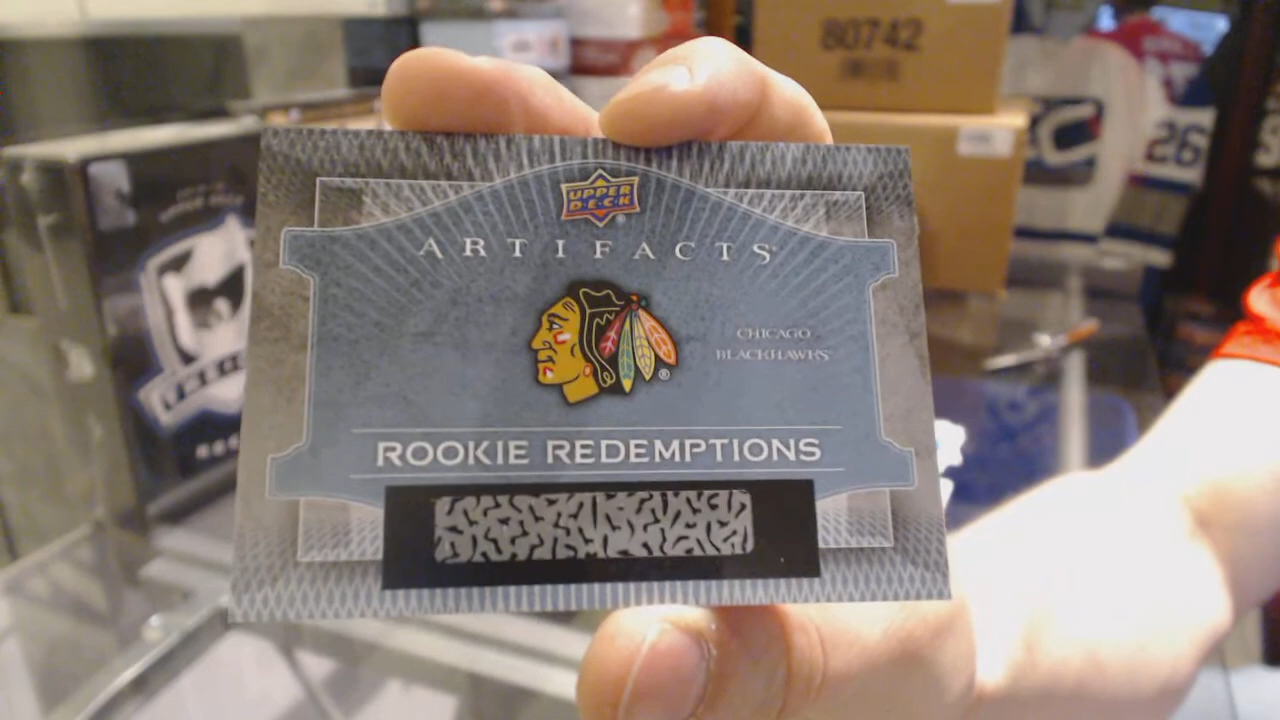 80742
26
UPPER
DECK®
ARTIFACTS®
CHICAGO
BLACKHAWKS®
®
ROOKIE REDEMPTIONS